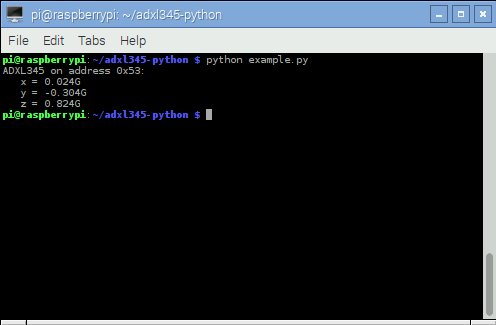 pi@raspberrypi: ~/adxl345-python
File Edit Tabs Help
pi@raspberrypi:~/adxl345-python $ python example.py
ADXL345 on address 0x53:
   x = 0.024G
   y = -0.304G
   z = 0.824G
pi@raspberrypi:~/adxl345-python $